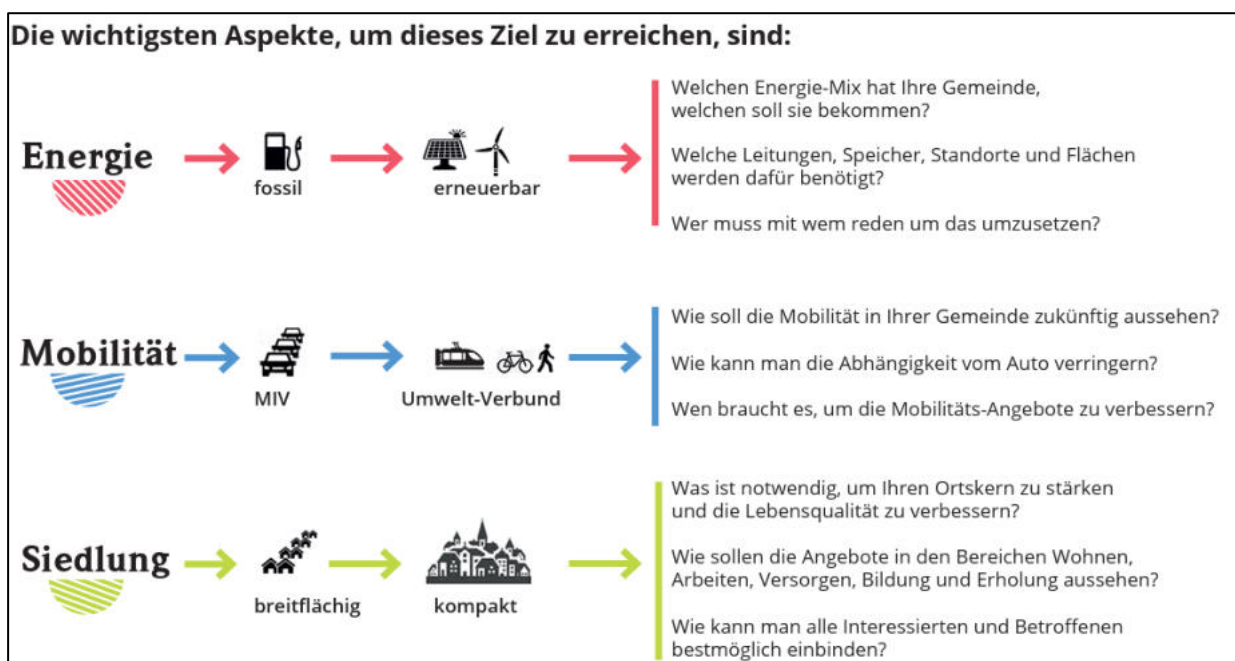 Die wichtigsten Aspekte, um dieses Ziel zu erreichen, sind:
Energie
fossil
erneuerbar
Welchen Energie-Mix hat Ihre Gemeinde,
welchen soll sie bekommen?
Welche Leitungen, Speicher, Standorte und Flächen
werden dafür benötigt?
Wer muss mit wem reden um das umzusetzen?
Mobilität
MIV
Umwelt-Verbund
Wie soll die Mobilität in Ihrer Gemeinde zukünftig aussehen?
Wie kann man die Abhängigkeit vom Auto verringern?
Wen braucht es, um die Mobilitäts-Angebote zu verbessern?
Siedlung
breitflächig
kompakt
Was ist notwendig, um Ihren Ortskern zu stärken
und die Lebensqualität zu verbessern?
Wie sollen die Angebote in den Bereichen Wohnen,
Arbeiten, Versorgen, Bildung und Erholung aussehen?
Wie kann man alle Interessierten und Betroffenen
bestmöglich einbinden?